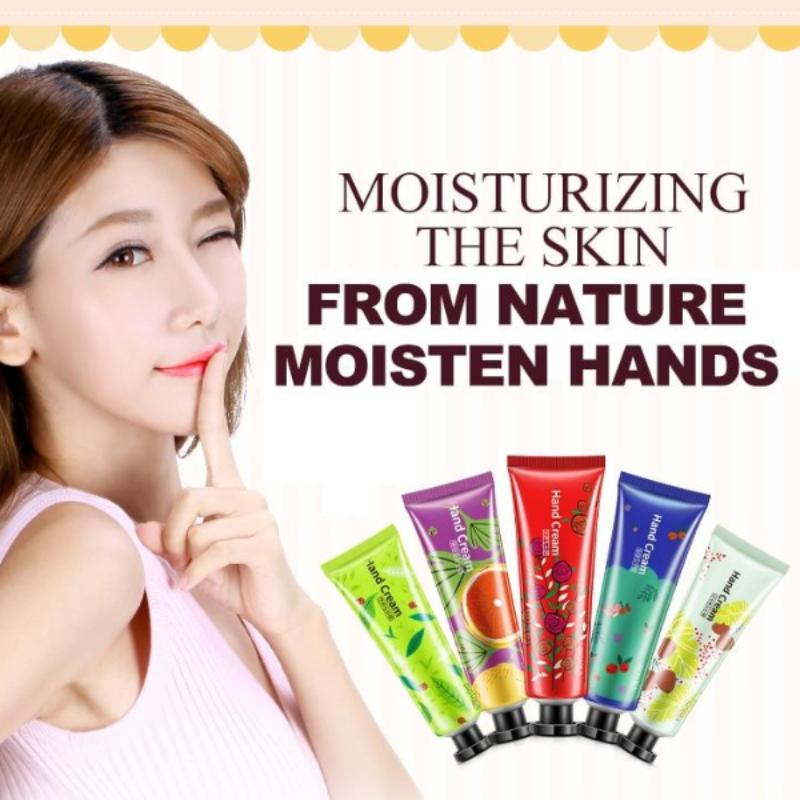 MOISTURIZING
THE SKIN
FROM NATURE
MOISTEN HANDS
Hand Cream
Hand Cream
Hand Cream
Hand Cream
Hand Cream